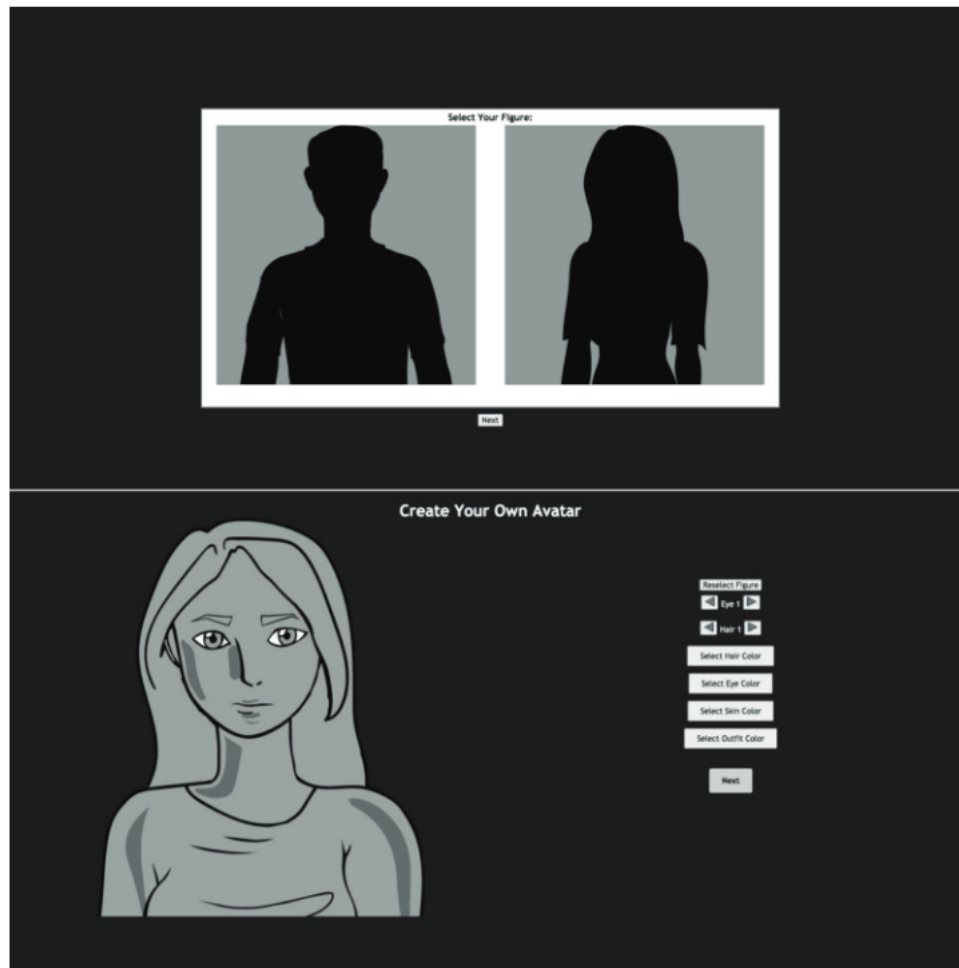 Select Your Figure:
Next
Create Your Own Avatar
Reselect Figure
Eye 1
Hair 1
Select Hair Color
Select Eye Color
Select Skin Color
Select Outfit Color
Next